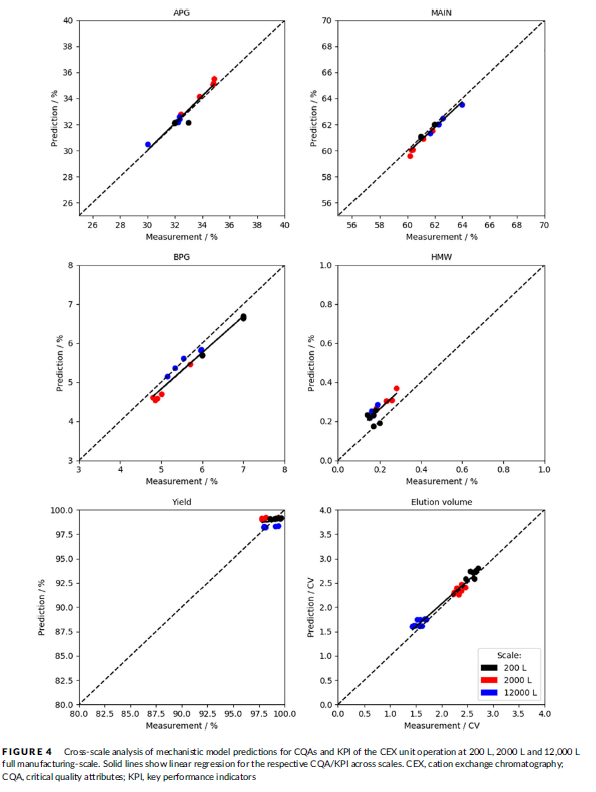 APG
40
38
36
34
32
30
28
26
Prediction / %
26 28 30 32 34 36 38 40
Measurement / %
MAIN
70
68
66
64
62
60
58
56
Prediction / %
56 58 60 62 64 66 68 70
Measurement / %
BPG
8
7
6
5
4
3
Prediction / %
3 4 5 6 7 8
Measurement / %
HMW
1.0
0.8
0.6
0.4
0.2
0.0
Prediction / %
0.0 0.2 0.4 0.6 0.8 1.0
Measurement / %
Yield
100.0
97.5
95.0
92.5
90.0
87.5
85.0
82.5
80.0
Prediction / %
80.0 82.5 85.0 87.5 90.0 92.5 95.0 97.5 100.0
Measurement / %
Elution volume
4.0
3.5
3.0
2.5
2.0
1.5
1.0
0.5
0.0
Prediction / CV
0.0 0.5 1.0 1.5 2.0 2.5 3.0 3.5 4.0
Measurement / CV
Scale:
200 L
2000 L
12000 L
FIGURE 4 Cross-scale analysis of mechanistic model predictions for CQAs and KPI of the CEX unit operation at 200 L, 2000 L and 12,000 L
full manufacturing-scale. Solid lines show linear regression for the respective CQA/KPI across scales. CEX, cation exchange chromatography;
CQA, critical quality attributes; KPI, key performance indicators